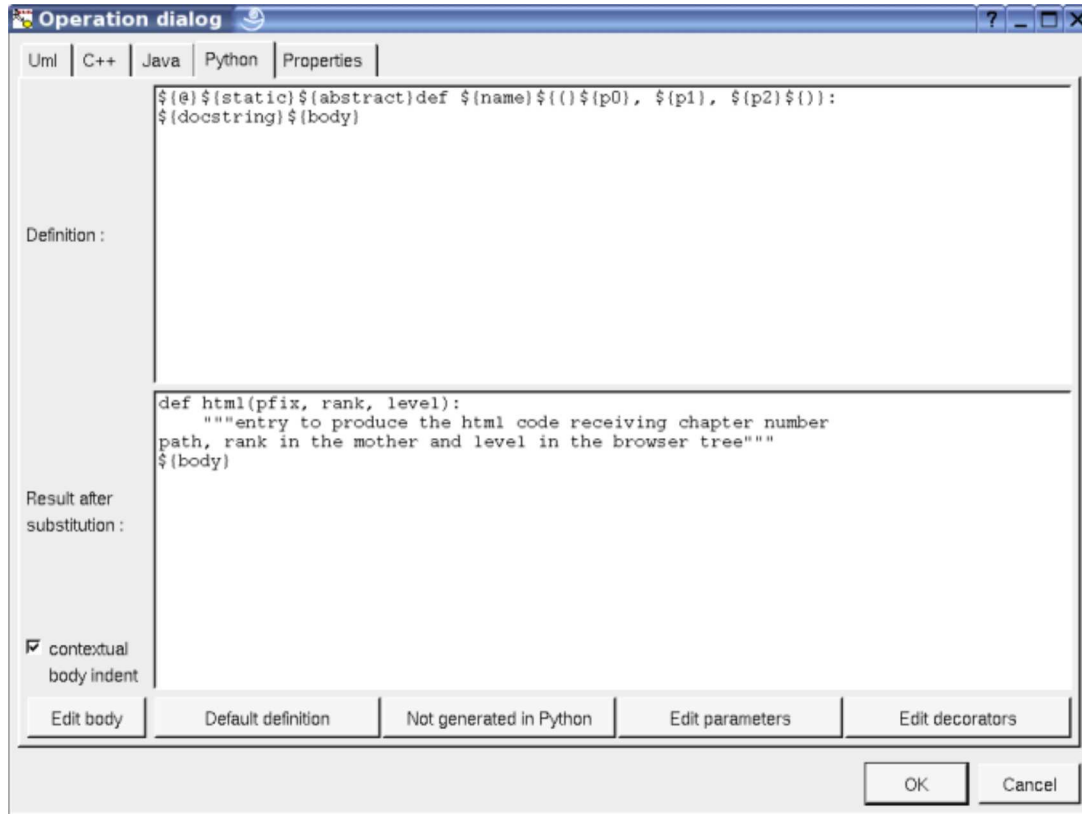 Operation dialog
Uml C++ Java Python Properties
${@}${static}${abstract}def ${name}${(}${p0}, ${p1}, ${p2}${)}:
${docstring}${body}
Definition :
def html(pfix, rank, level):
"""entry to produce the html code receiving chapter number
path, rank in the mother and level in the browser tree"""
${body}
Result after
substitution :
contextual
body indent
Edit body Default definition Not generated in Python Edit parameters Edit decorators
OK Cancel